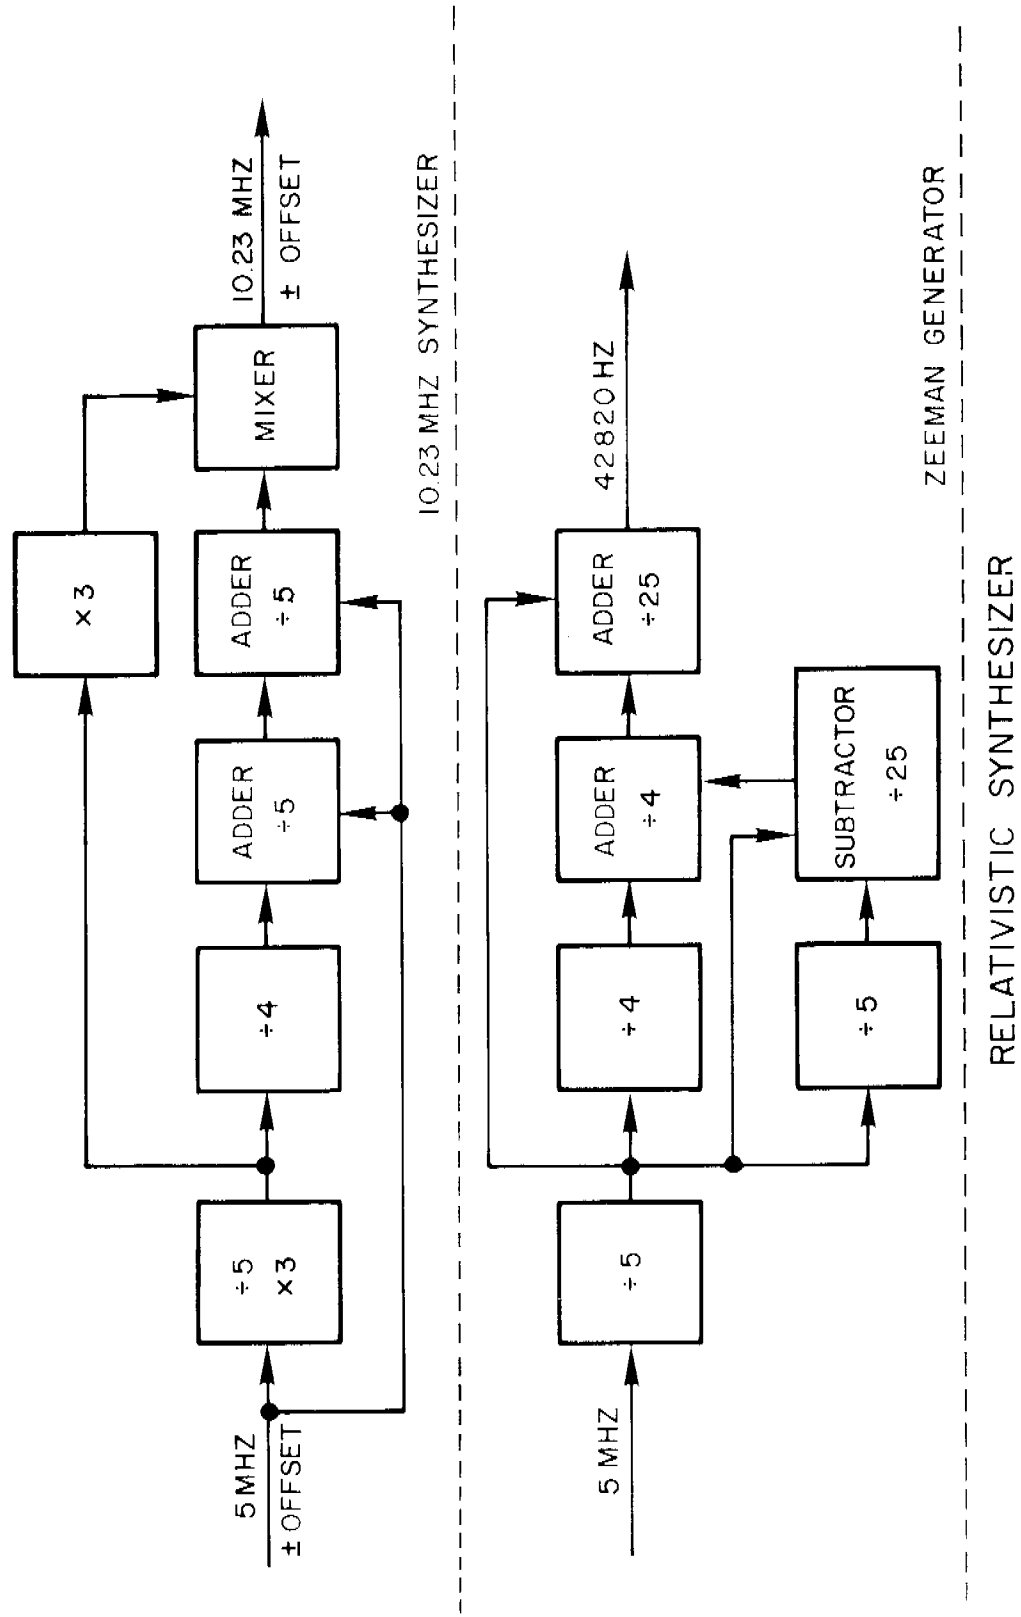 ×3
5 MHZ
± OFFSET
÷5
×3
÷4
ADDER
÷5
ADDER
÷5
MIXER
10.23 MHZ
± OFFSET
10.23 MHZ SYNTHESIZER
5 MHZ
÷5
÷4
ADDER
÷4
ADDER
÷25
42820 HZ
÷5
SUBTRACTOR
÷25
ZEEMAN GENERATOR
RELATIVISTIC SYNTHESIZER